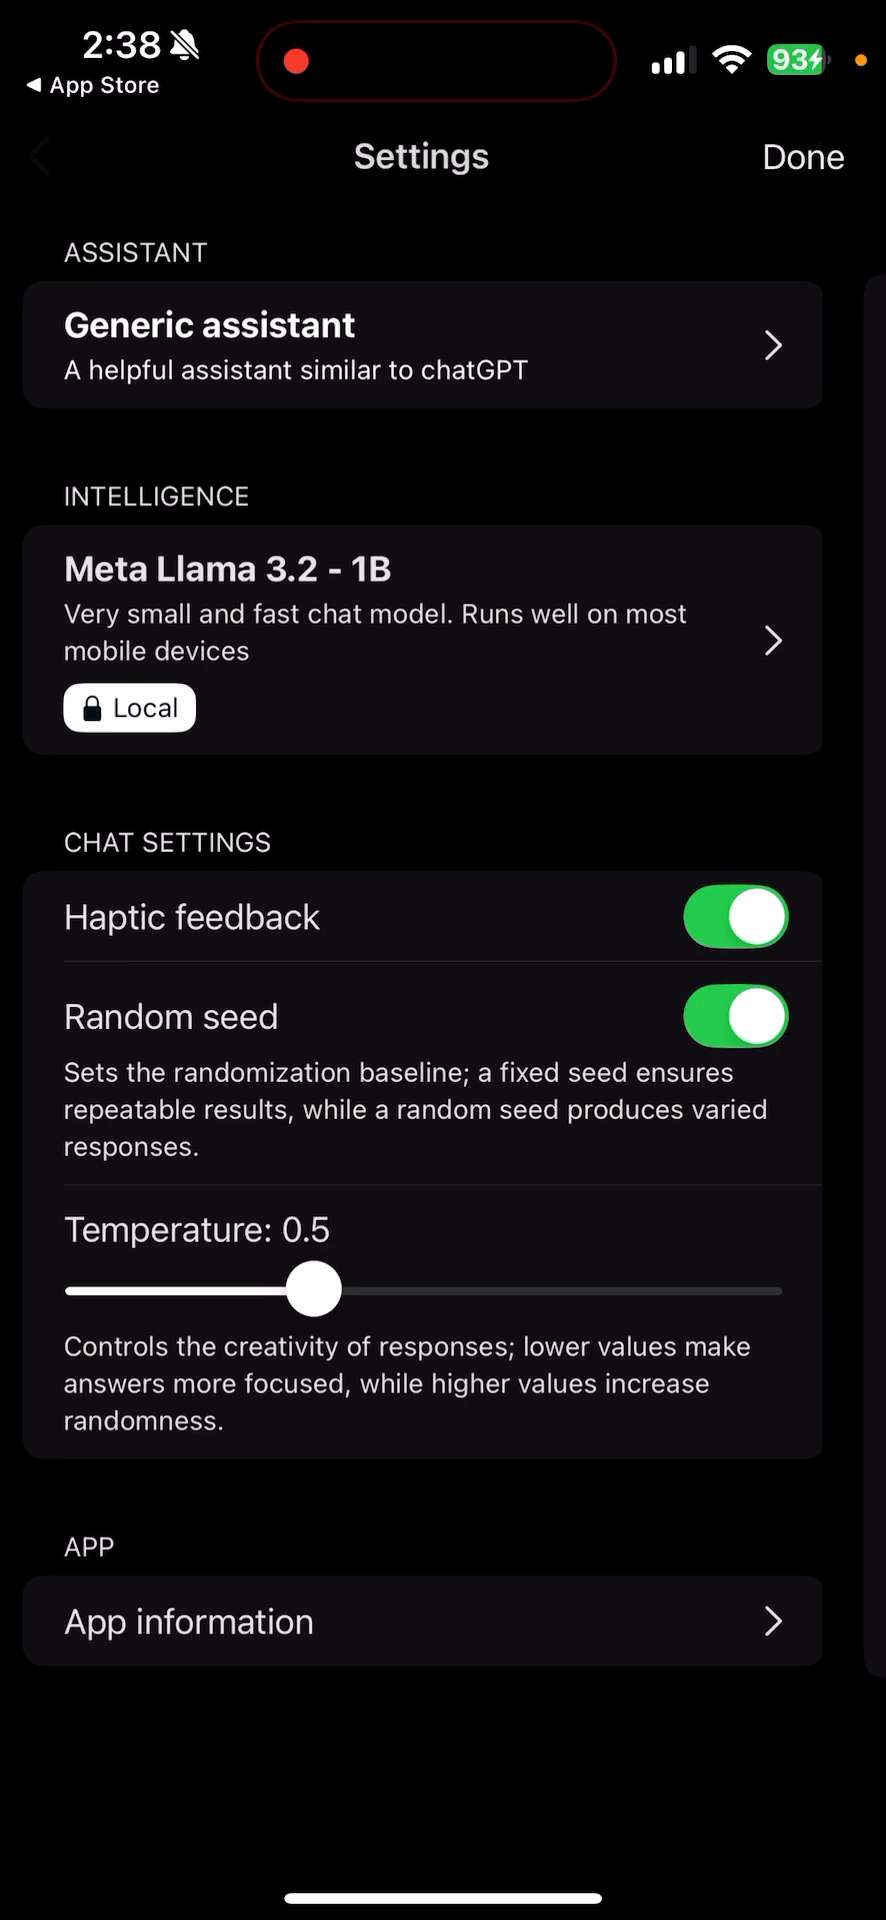 2:38
93
◀ App Store
Settings
Done
ASSISTANT
Generic assistant
A helpful assistant similar to chatGPT
INTELLIGENCE
Meta Llama 3.2 - 1B
Very small and fast chat model. Runs well on most
mobile devices
Local
CHAT SETTINGS
Haptic feedback
Random seed
Sets the randomization baseline; a fixed seed ensures
repeatable results, while a random seed produces varied
responses.
Temperature: 0.5
Controls the creativity of responses; lower values make
answers more focused, while higher values increase
randomness.
APP
App information